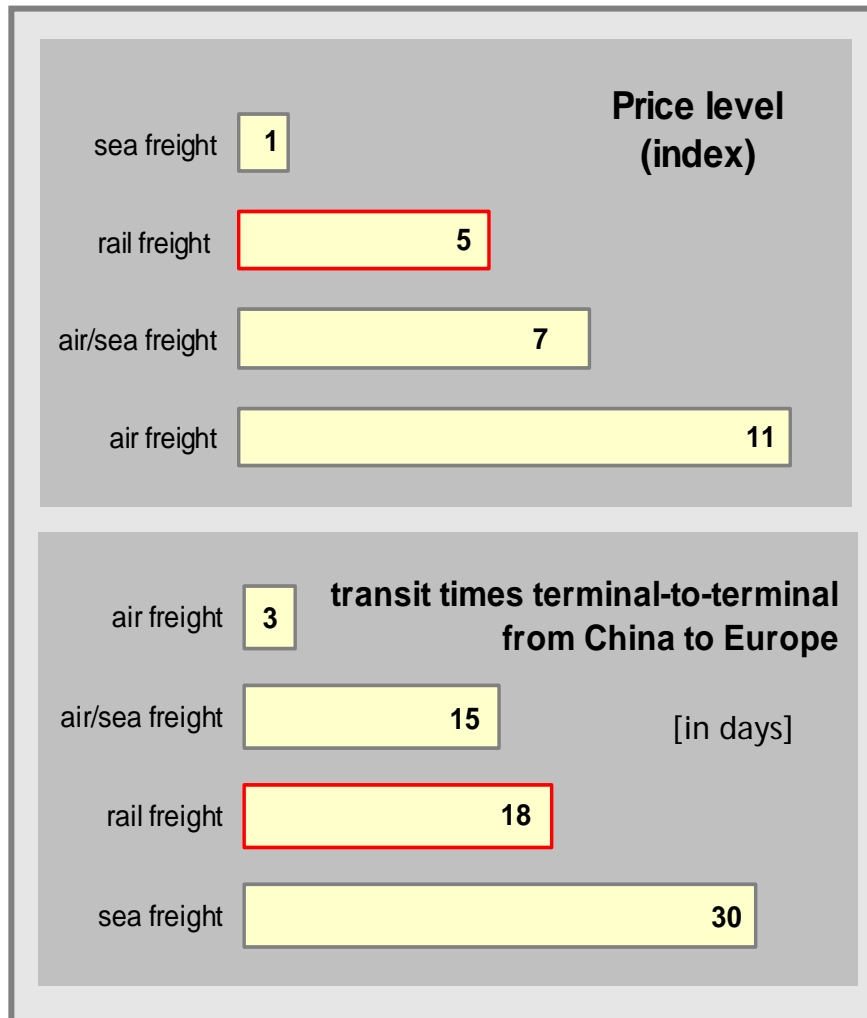 Price level
(index)
sea freight 1
rail freight 5
air/sea freight 7
air freight 11
transit times terminal-to-terminal
from China to Europe
[in days]
air freight 3
air/sea freight 15
rail freight 18
sea freight 30